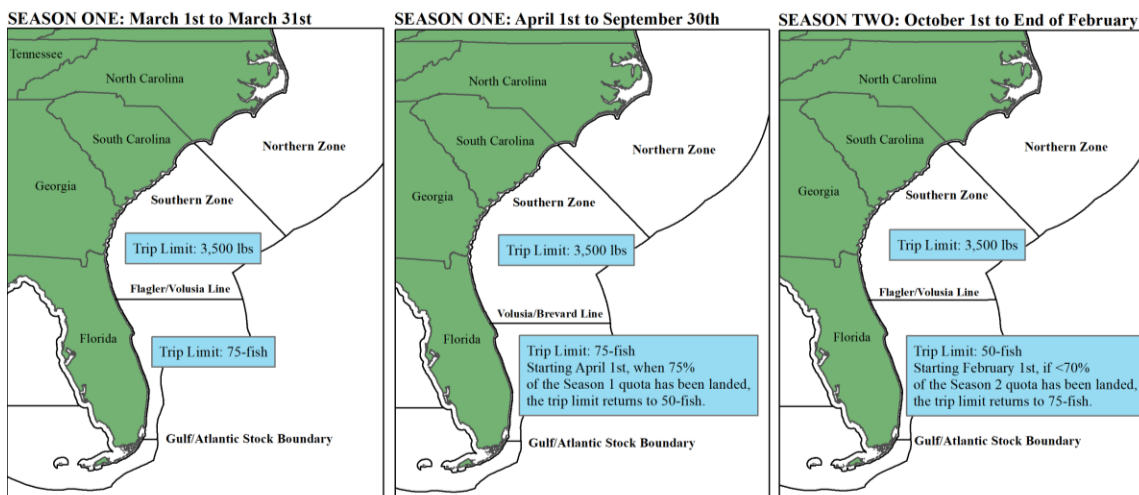 SEASON ONE: March 1st to March 31st
Tennessee
North Carolina
South Carolina
Northern Zone
Georgia
Southern Zone
Trip Limit: 3,500 lbs
Flagler/Volusia Line
Florida
Trip Limit: 75-fish
Gulf/Atlantic Stock Boundary
SEASON ONE: April 1st to September 30th
North Carolina
South Carolina
Northern Zone
Georgia
Southern Zone
Trip Limit: 3,500 lbs
Volusia/Brevard Line
Florida
Trip Limit: 75-fish
Starting April 1st, when 75%
of the Season 1 quota has been landed,
the trip limit returns to 50-fish.
Gulf/Atlantic Stock Boundary
SEASON TWO: October 1st to End of February
North Carolina
South Carolina
Northern Zone
Georgia
Southern Zone
Trip Limit: 3,500 lbs
Flagler/Volusia Line
Florida
Trip Limit: 50-fish
Starting February 1st, if <70%
of the Season 2 quota has been landed,
the trip limit returns to 75-fish.
Gulf/Atlantic Stock Boundary